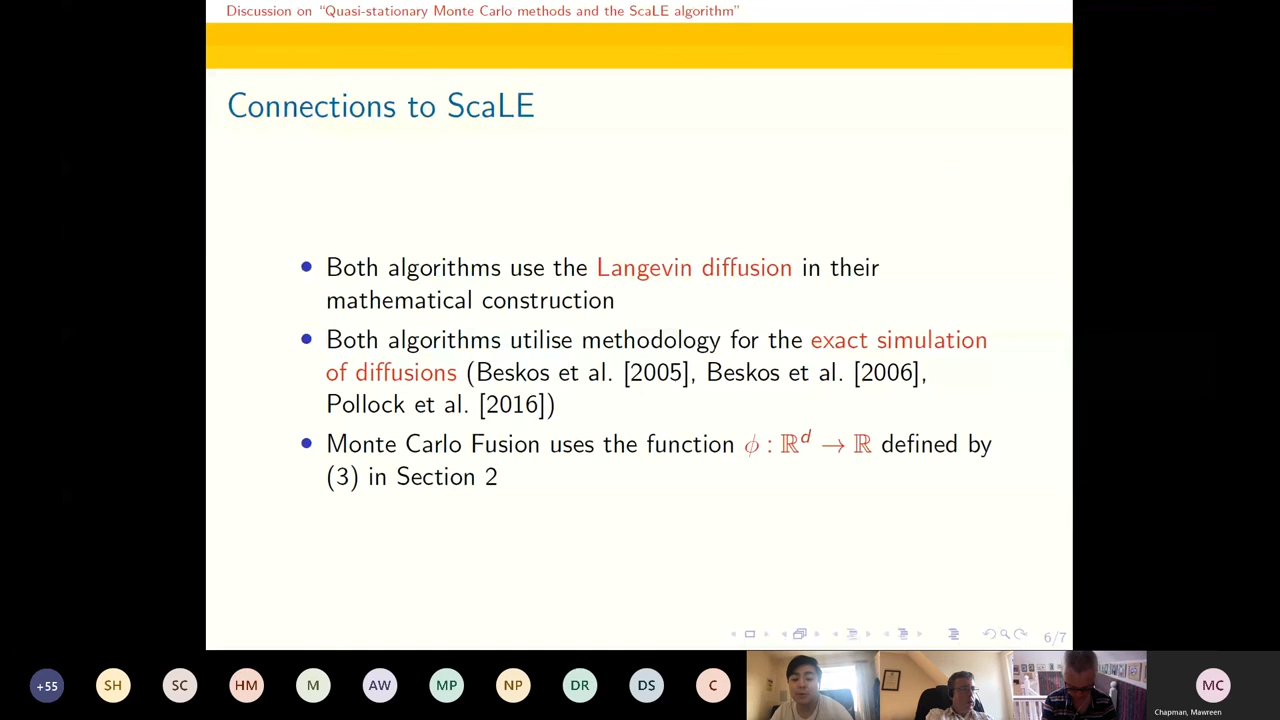 Discussion on “Quasi-stationary Monte Carlo methods and the ScaLE algorithm”
Connections to ScaLE
• Both algorithms use the Langevin diffusion in their
mathematical construction
• Both algorithms utilise methodology for the exact simulation
of diffusions (Beskos et al. [2005], Beskos et al. [2006],
Pollock et al. [2016])
• Monte Carlo Fusion uses the function ϕ : ℝᵈ → ℝ defined by
(3) in Section 2
6/7
+55 SH SC HM M AW MP NP DR DS C MC
Chapman, Mawreen